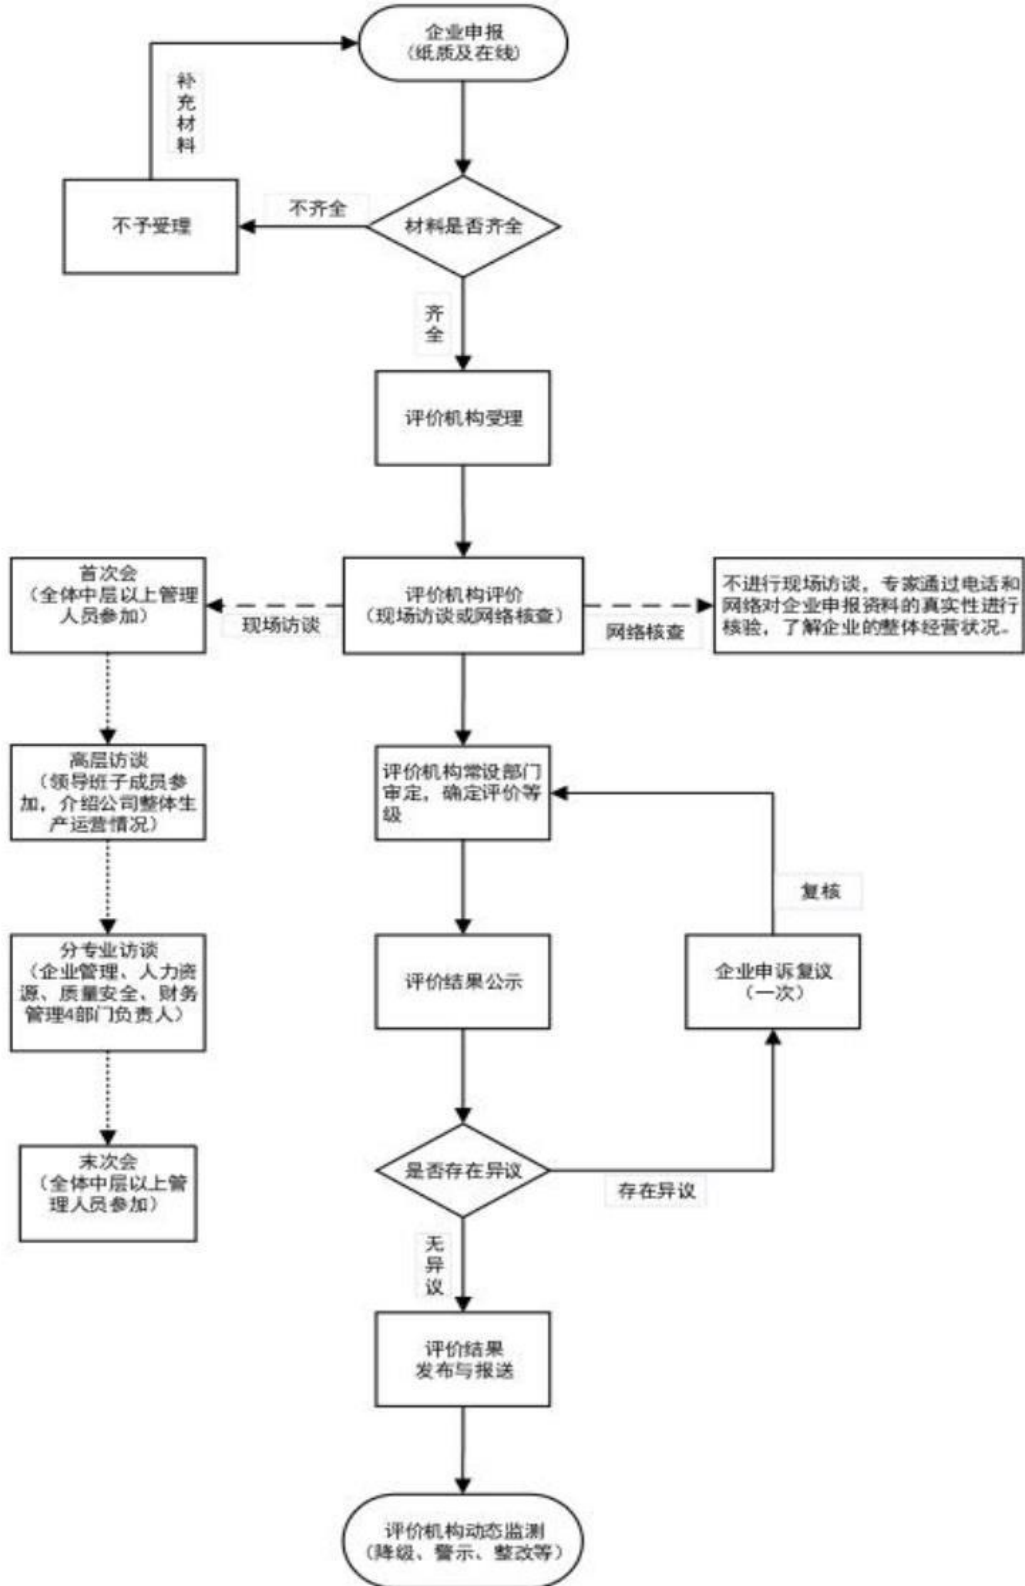 企业申报
(纸质及在线)
补
充
材
料
不齐全
不予受理
材料是否齐全
齐
全
评价机构受理
首次会
(全体中层以上管理
人员参加)
现场访谈
评价机构评价
(现场访谈或网络核查)
网络核查
不进行现场访谈，专家通过电话和
网络对企业申报资料的真实性进行
核验，了解企业的整体经营状况。
高层访谈
(领导班子成员参
加，介绍公司整体生
产运营情况)
评价机构常设部门
审定，确定评价等
级
复核
分专业访谈
(企业管理、人力资
源、质量安全、财务
管理4部门负责人)
评价结果公示
企业申诉复议
(一次)
末次会
(全体中层以上管
理人员参加)
是否存在异议
存在异议
无
异
议
评价结果
发布与报送
评价机构动态监测
(降级、警示、整改等)